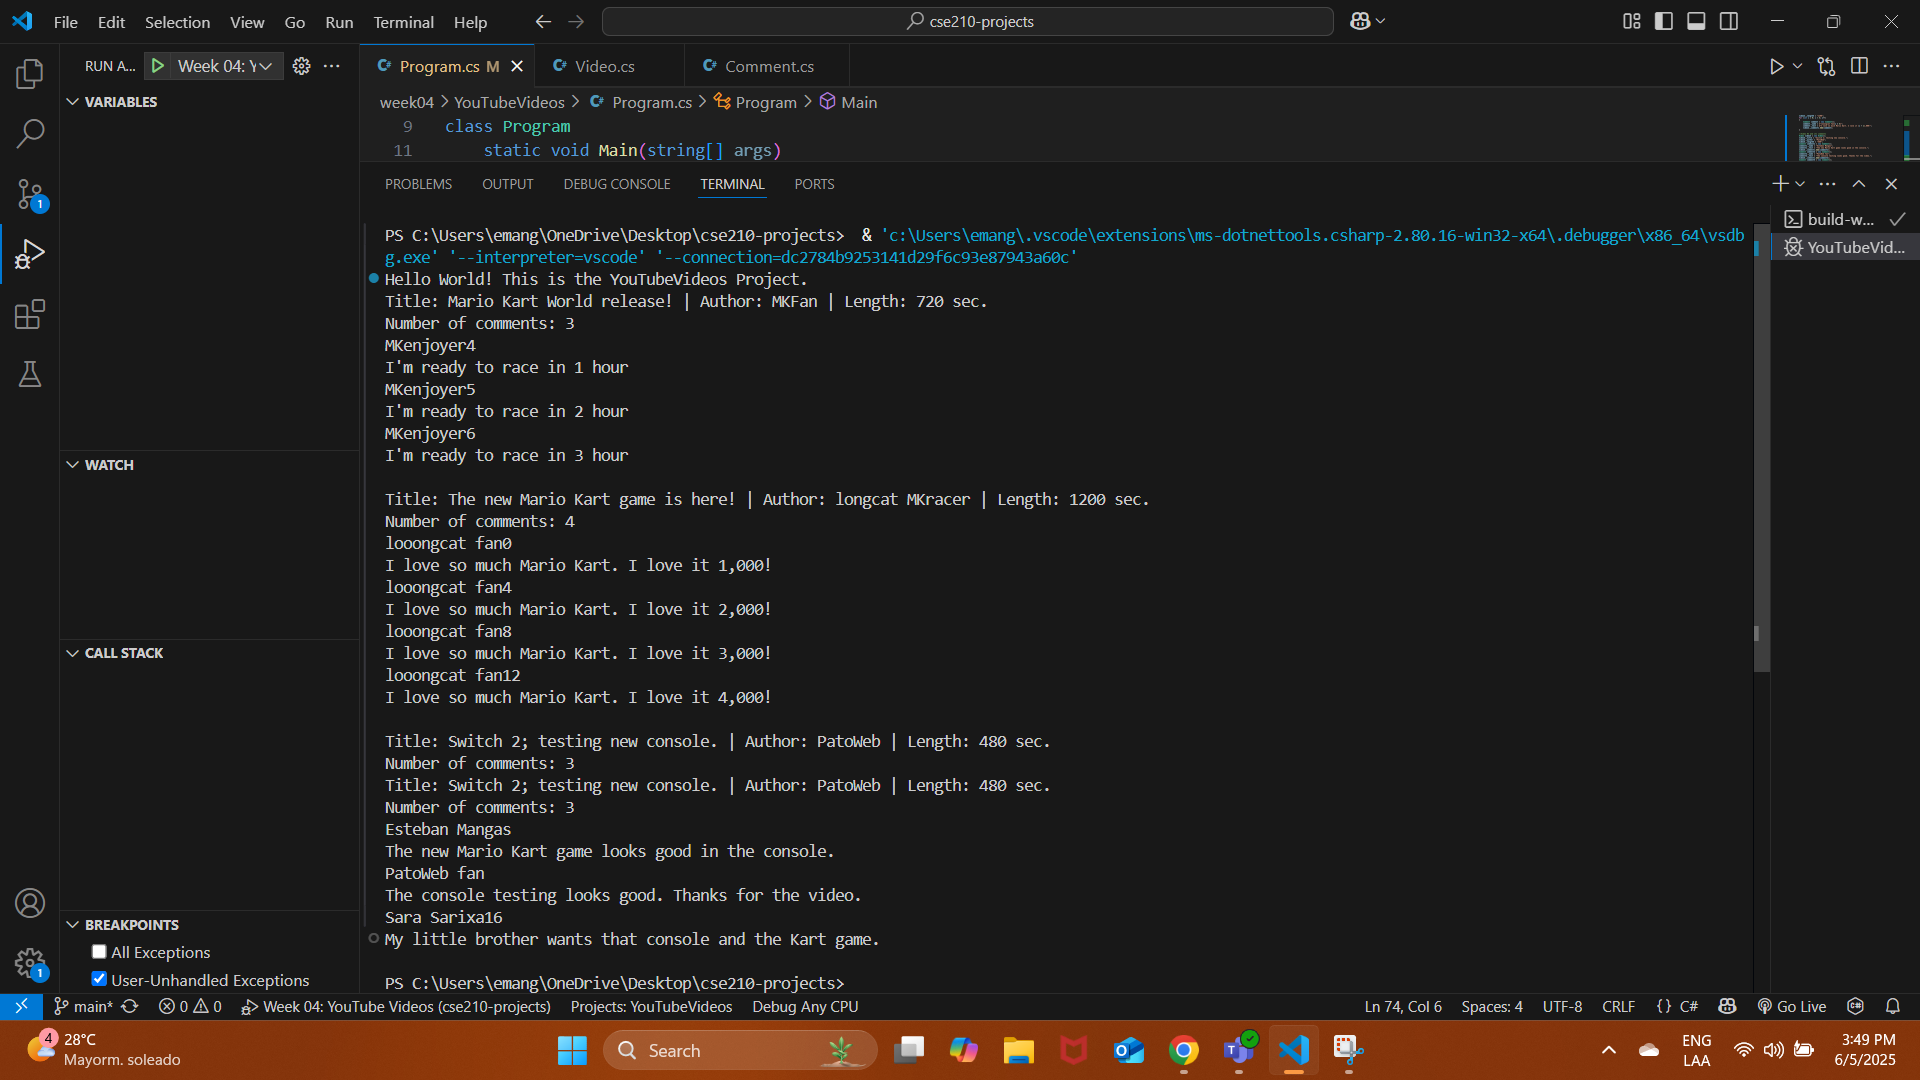 File Edit Selection View Go Run Terminal Help
cse210-projects
RUN A... Week 04: Y
Program.cs M Video.cs Comment.cs
week04 > YouTubeVideos > Program.cs > Program > Main
9 class Program
11 static void Main(string[] args)
VARIABLES
WATCH
CALL STACK
BREAKPOINTS
All Exceptions
User-Unhandled Exceptions
1
1
PROBLEMS OUTPUT DEBUG CONSOLE TERMINAL PORTS
build-w...
YouTubeVid...
PS C:\Users\emang\OneDrive\Desktop\cse210-projects>  & 'c:\Users\emang\.vscode\extensions\ms-dotnettools.csharp-2.80.16-win32-x64\.debugger\x86_64\vsdb
g.exe' '--interpreter=vscode' '--connection=dc2784b9253141d29f6c93e87943a60c'
Hello World! This is the YouTubeVideos Project.
Title: Mario Kart World release! | Author: MKFan | Length: 720 sec.
Number of comments: 3
MKenjoyer4
I'm ready to race in 1 hour
MKenjoyer5
I'm ready to race in 2 hour
MKenjoyer6
I'm ready to race in 3 hour
Title: The new Mario Kart game is here! | Author: longcat MKracer | Length: 1200 sec.
Number of comments: 4
looongcat fan0
I love so much Mario Kart. I love it 1,000!
looongcat fan4
I love so much Mario Kart. I love it 2,000!
looongcat fan8
I love so much Mario Kart. I love it 3,000!
looongcat fan12
I love so much Mario Kart. I love it 4,000!
Title: Switch 2; testing new console. | Author: PatoWeb | Length: 480 sec.
Number of comments: 3
Title: Switch 2; testing new console. | Author: PatoWeb | Length: 480 sec.
Number of comments: 3
Esteban Mangas
The new Mario Kart game looks good in the console.
PatoWeb fan
The console testing looks good. Thanks for the video.
Sara Sarixa16
My little brother wants that console and the Kart game.
PS C:\Users\emang\OneDrive\Desktop\cse210-projects>
main* 0 0 Week 04: YouTube Videos (cse210-projects) Projects: YouTubeVideos Debug Any CPU Ln 74, Col 6 Spaces: 4 UTF-8 CRLF {} C# Go Live
4 28°C
Mayorm. soleado
Search
ENG
LAA
3:49 PM
6/5/2025